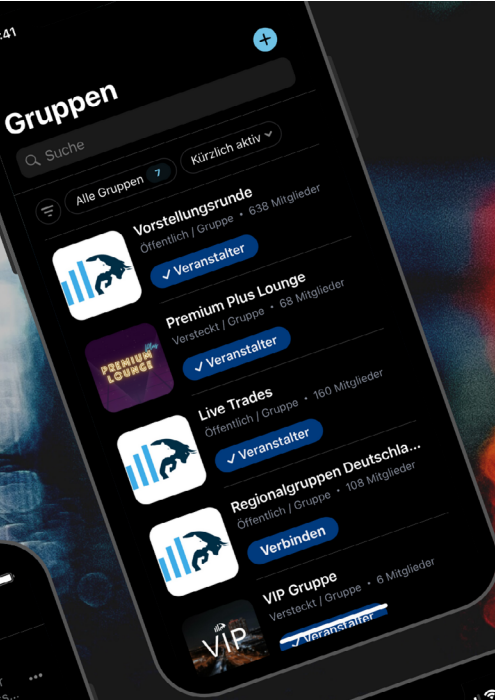 :41
Gruppen
Suche
Alle Gruppen 7
Kürzlich aktiv
Vorstellungsrunde
Öffentlich / Gruppe • 638 Mitglieder
Veranstalter
Premium Plus Lounge
Versteckt / Gruppe • 68 Mitglieder
Veranstalter
PREMIUM
LOUNGE
Live Trades
Öffentlich / Gruppe • 160 Mitglieder
Veranstalter
Regionalgruppen Deutschla...
Öffentlich / Gruppe • 108 Mitglieder
Verbinden
VIP Gruppe
Versteckt / Gruppe • 6 Mitglieder
Veranstalter
VIP